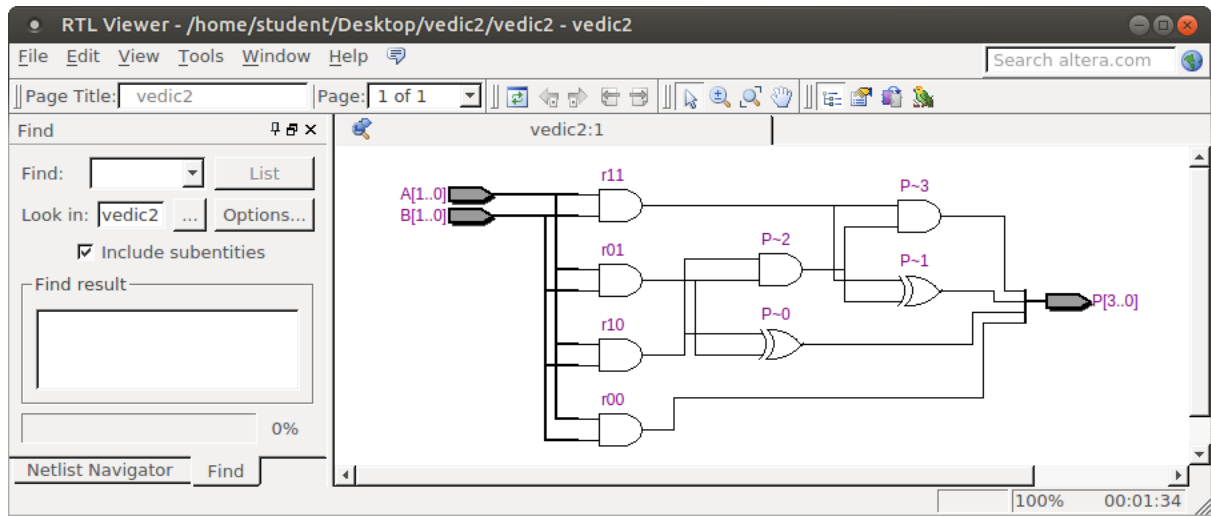 RTL Viewer - /home/student/Desktop/vedic2/vedic2 - vedic2
File Edit View Tools Window Help
Search altera.com
Page Title: vedic2
Page: 1 of 1
Find
vedic2:1
Find:
List
Look in: vedic2 ... Options...
Include subentities
Find result
0%
Netlist Navigator Find
r11
P~3
A[1..0]
B[1..0]
P~2
r01
P~1
P[3..0]
r10
P~0
r00
100% 00:01:34